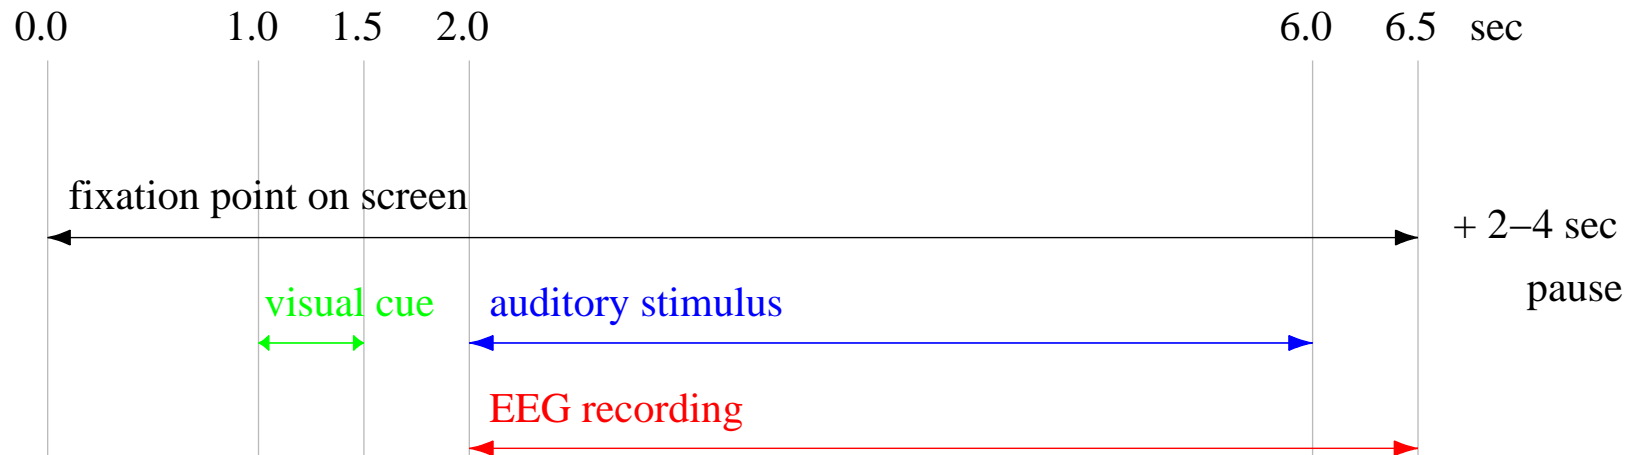 0.0 1.0 1.5 2.0 6.0 6.5 sec
fixation point on screen
+ 2−4 sec
pause
visual cue
auditory stimulus
EEG recording